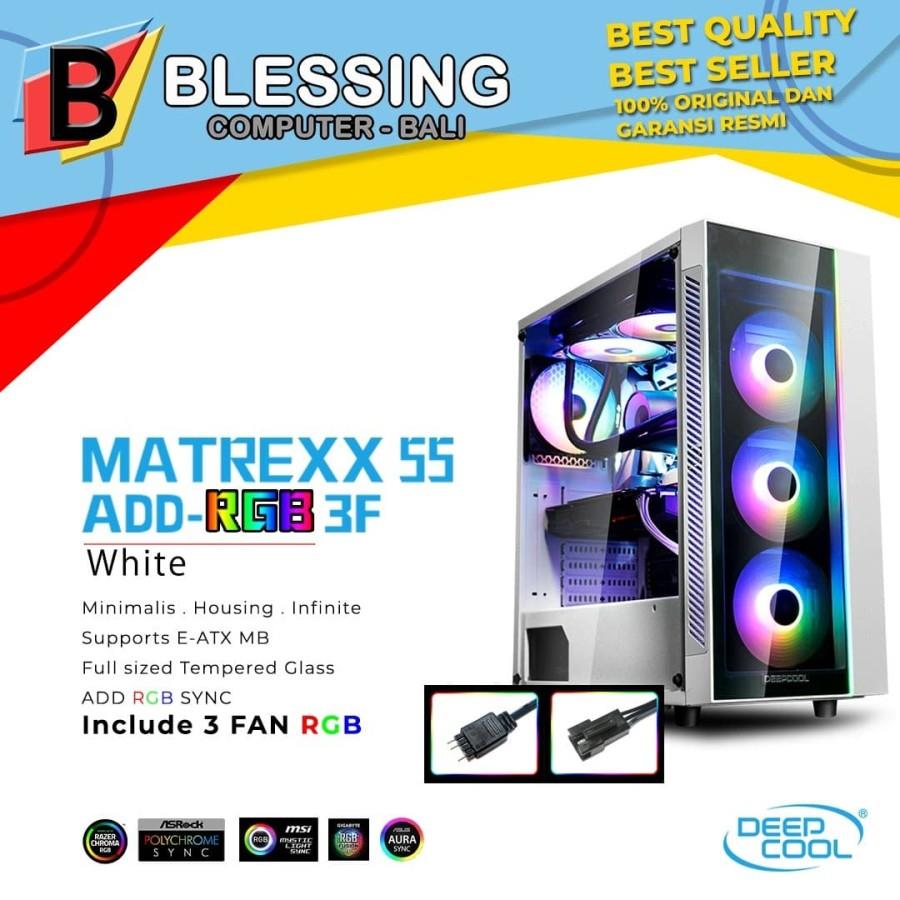 B BLESSING
COMPUTER - BALI
BEST QUALITY
BEST SELLER
100% ORIGINAL DAN
GARANSI RESMI
MATREXX 55
ADD-RGB 3F
White
Minimalis . Housing . Infinite
Supports E-ATX MB
Full sized Tempered Glass
ADD RGB SYNC
Include 3 FAN RGB
DEEPCOOL
RAZER
CHROMA
RGB
ASRock
POLYCHROME
SYNC
RGB
msi
MYSTIC
LIGHT
SYNC
GIGABYTE
RGB
FUSION
ASUS
AURA
SYNC
DEEP
COOL
®